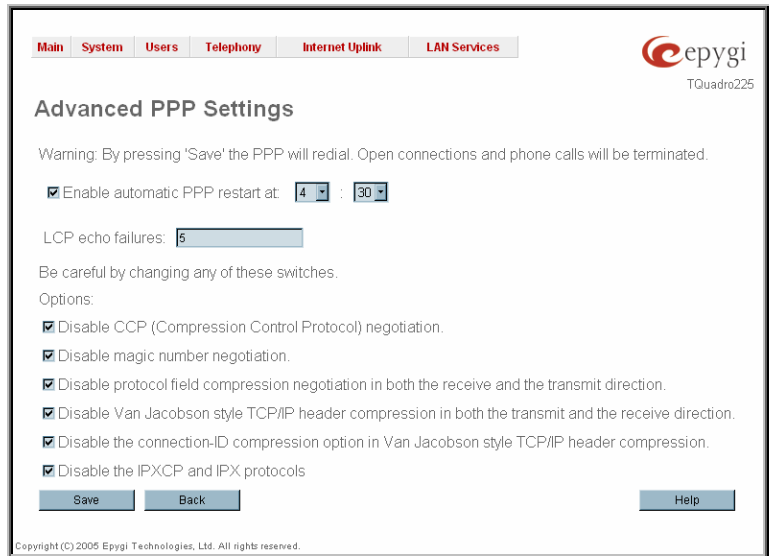 Main System Users Telephony Internet Uplink LAN Services
epygi
TQuadro225
Advanced PPP Settings
Warning: By pressing 'Save' the PPP will redial. Open connections and phone calls will be terminated.
Enable automatic PPP restart at: 4 : 30
LCP echo failures: 5
Be careful by changing any of these switches.
Options:
Disable CCP (Compression Control Protocol) negotiation.
Disable magic number negotiation.
Disable protocol field compression negotiation in both the receive and the transmit direction.
Disable Van Jacobson style TCP/IP header compression in both the transmit and the receive direction.
Disable the connection-ID compression option in Van Jacobson style TCP/IP header compression.
Disable the IPXCP and IPX protocols
Save Back Help
Copyright (C) 2005 Epygi Technologies, Ltd. All rights reserved.